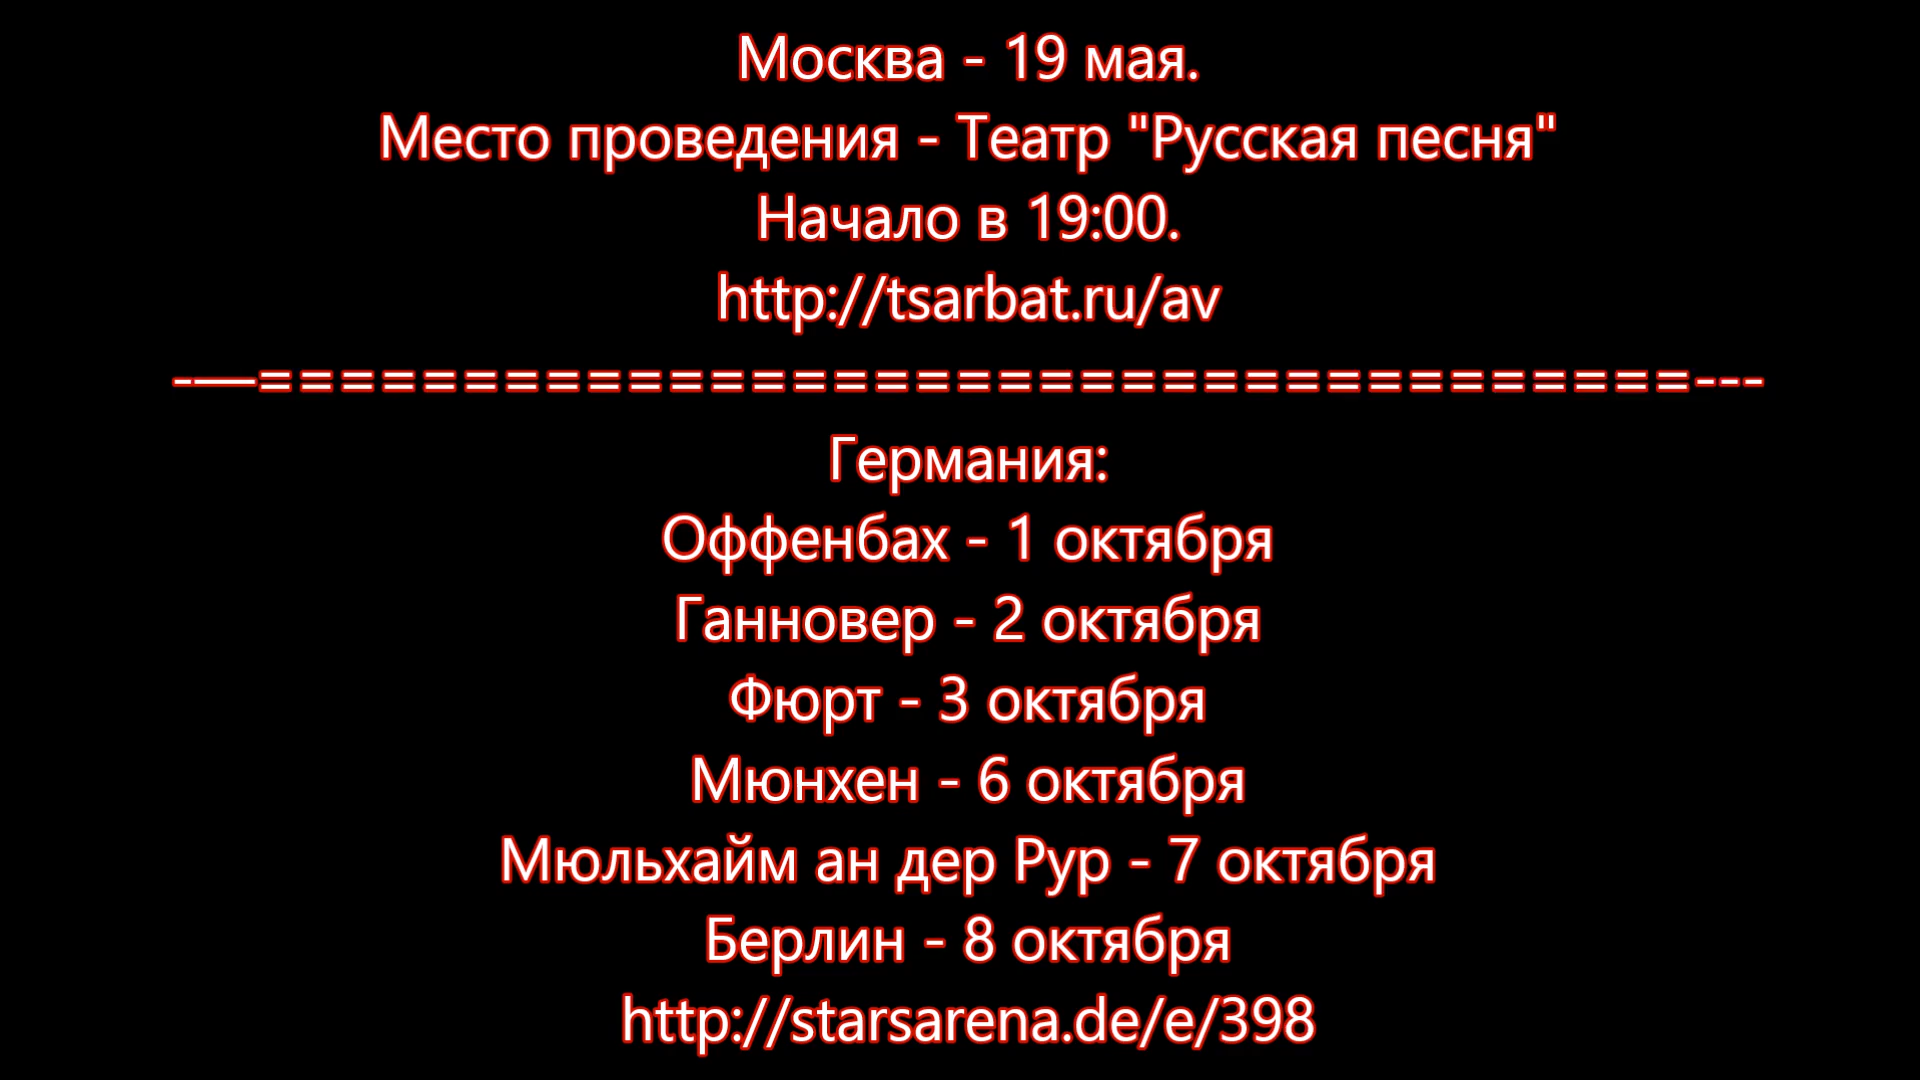 Москва - 19 мая.
Место проведения - Театр "Русская песня"
Начало в 19:00.
http://tsarbat.ru/av
-—===================================---
Германия:
Оффенбах - 1 октября
Ганновер - 2 октября
Фюрт - 3 октября
Мюнхен - 6 октября
Мюльхайм ан дер Рур - 7 октября
Берлин - 8 октября
http://starsarena.de/e/398